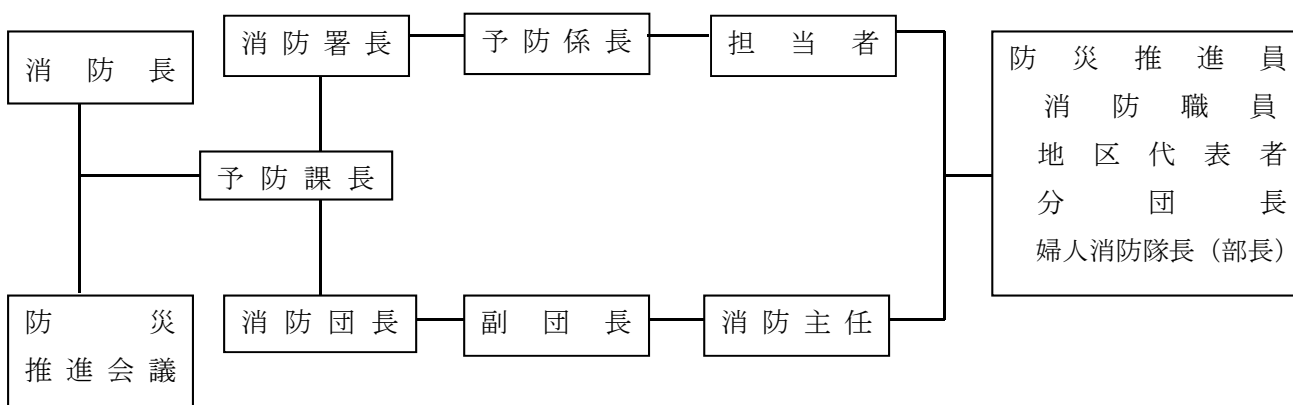 消防長
消防署長
予防係長
担当者
防災推進員
消防職員
地区代表者
分団長
婦人消防隊長（部長）
予防課長
防災
推進会議
消防団長
副団長
消防主任